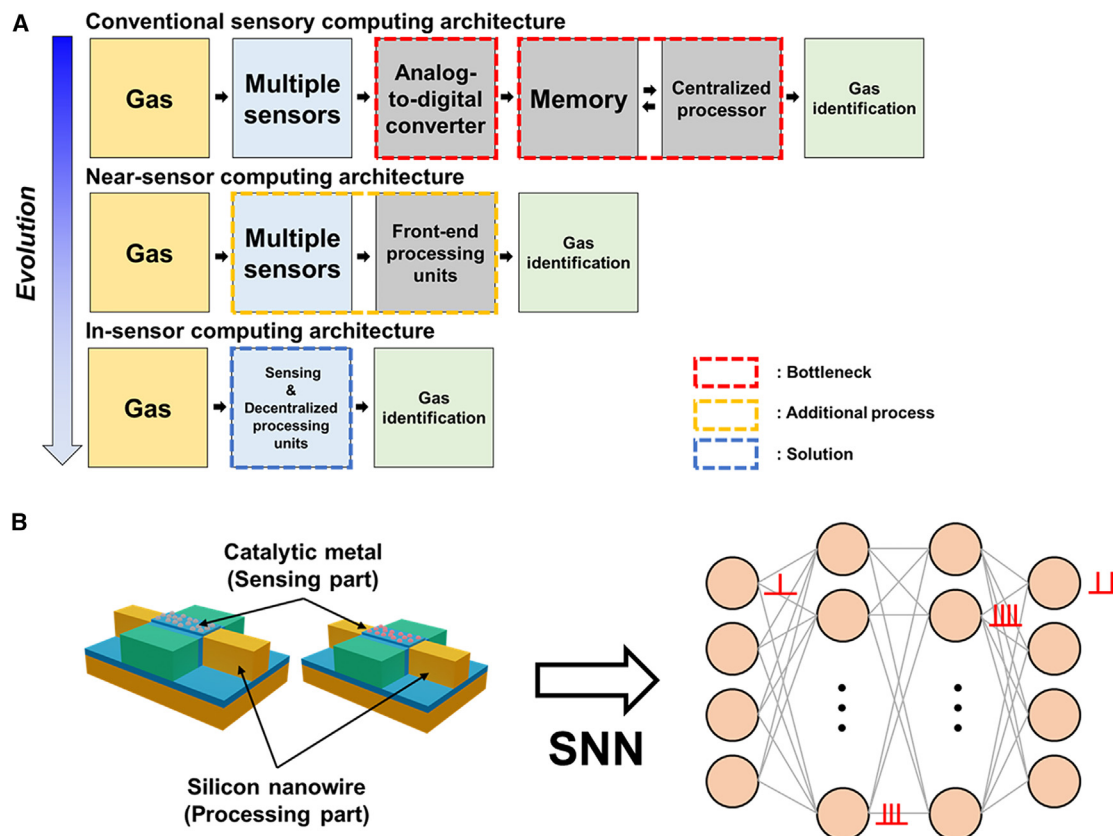 A
Conventional sensory computing architecture
Gas
Multiple
sensors
Analog-
to-digital
converter
Memory
Centralized
processor
Gas
identification
Evolution
Near-sensor computing architecture
Gas
Multiple
sensors
Front-end
processing
units
Gas
identification
In-sensor computing architecture
Gas
Sensing
&
Decentralized
processing
units
Gas
identification
: Bottleneck
: Additional process
: Solution
B
Catalytic metal
(Sensing part)
Silicon nanowire
(Processing part)
SNN